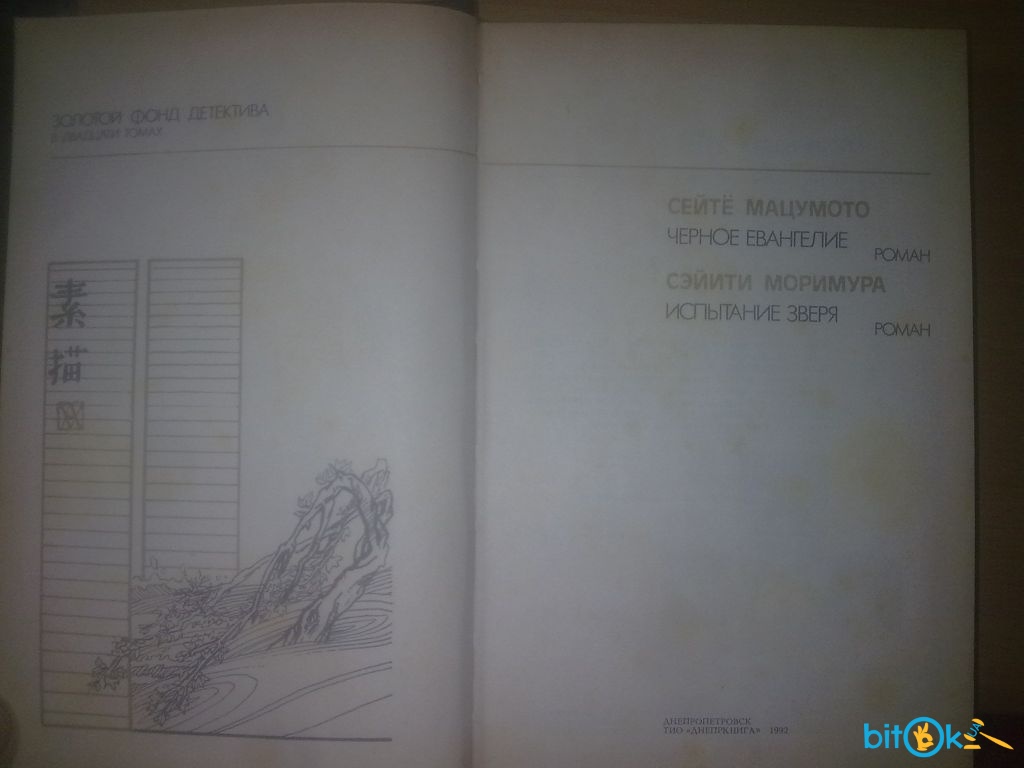 ЗОЛОТОЙ ФОНД ДЕТЕКТИВА
В ДВАДЦАТИ ТОМАХ
素
描
СЕЙТЁ МАЦУМОТО
ЧЕРНОЕ ЕВАНГЕЛИЕ
РОМАН
СЭЙИТИ МОРИМУРА
ИСПЫТАНИЕ ЗВЕРЯ
РОМАН
ДНЕПРОПЕТРОВСК
ТИО «ДНЕПРКНИГА» 1992
bitOk